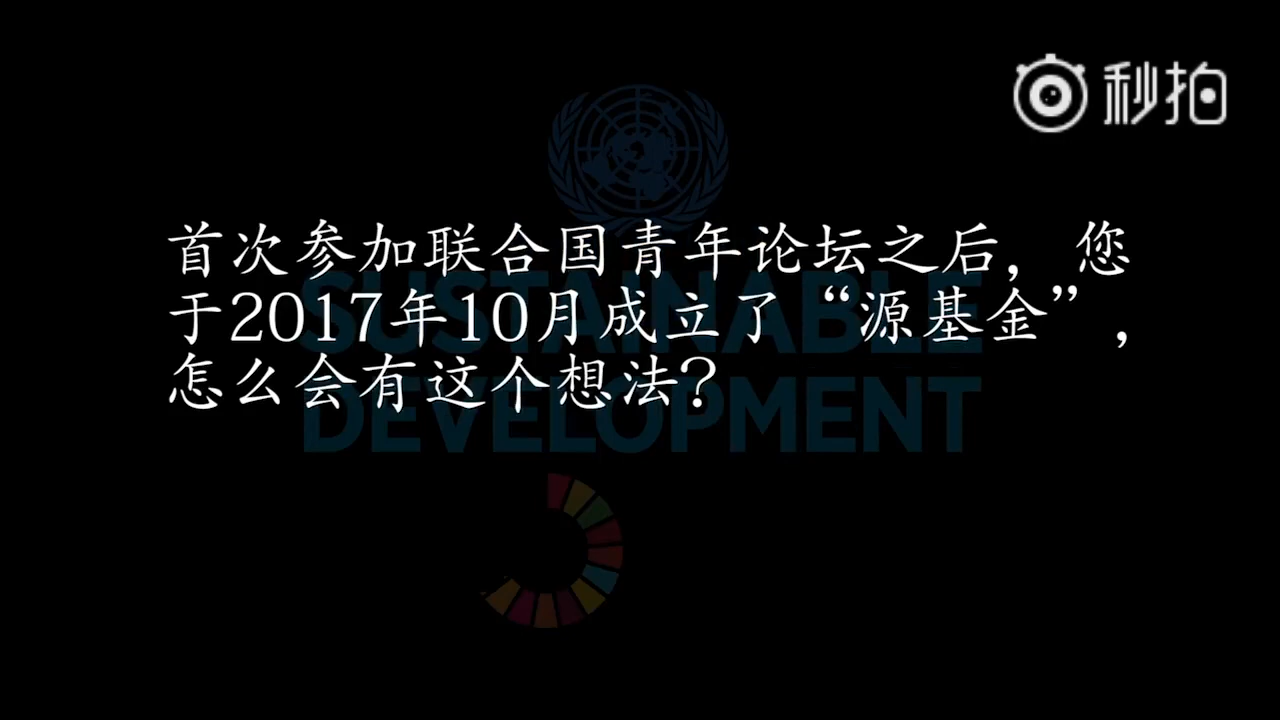 秒拍
首次参加联合国青年论坛之后，您
于2017年10月成立了“源基金”，
怎么会有这个想法？
SUSTAINABLE
DEVELOPMENT